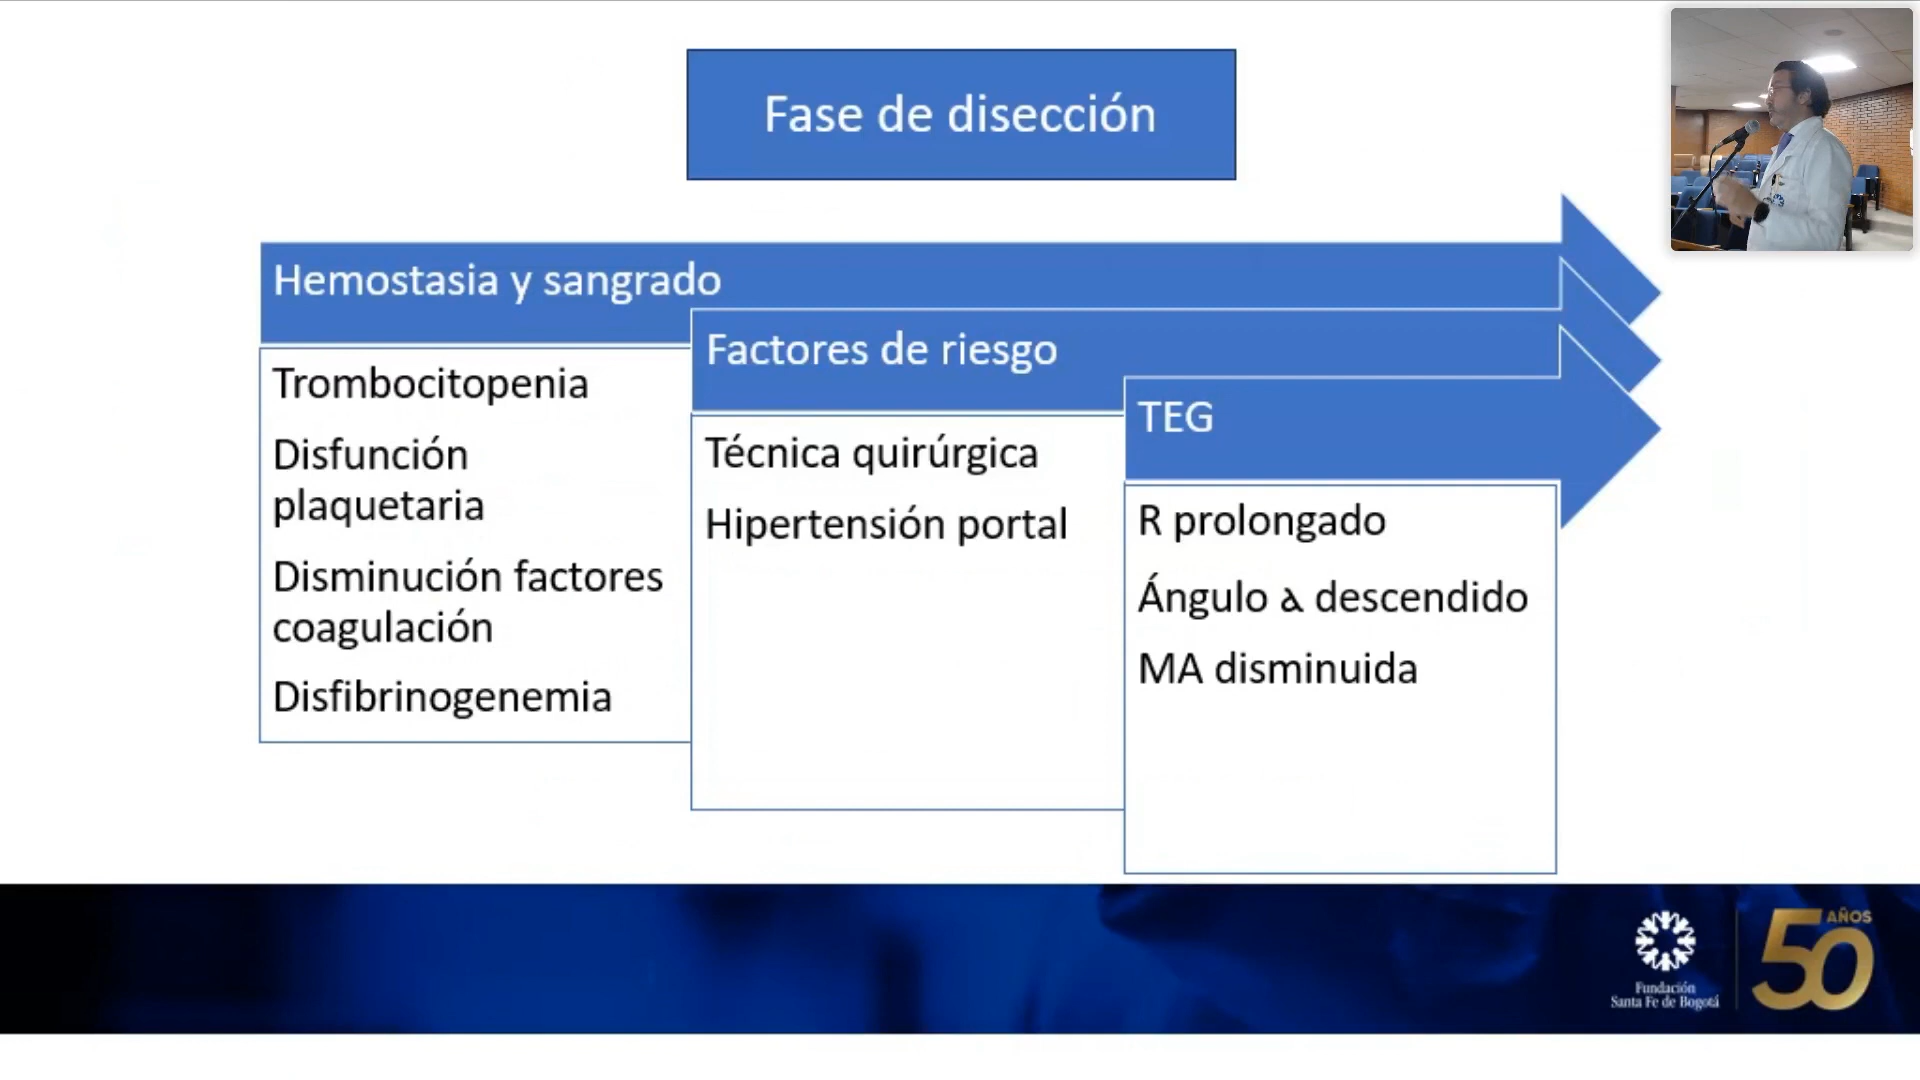 Fase de disección
Hemostasia y sangrado
Trombocitopenia
Disfunción
plaquetaria
Disminución factores
coagulación
Disfibrinogenemia
Factores de riesgo
Técnica quirúrgica
Hipertensión portal
TEG
R prolongado
Ángulo ﻌ descendido
MA disminuida
Fundación
Santa Fe de Bogotá
50 AÑOS